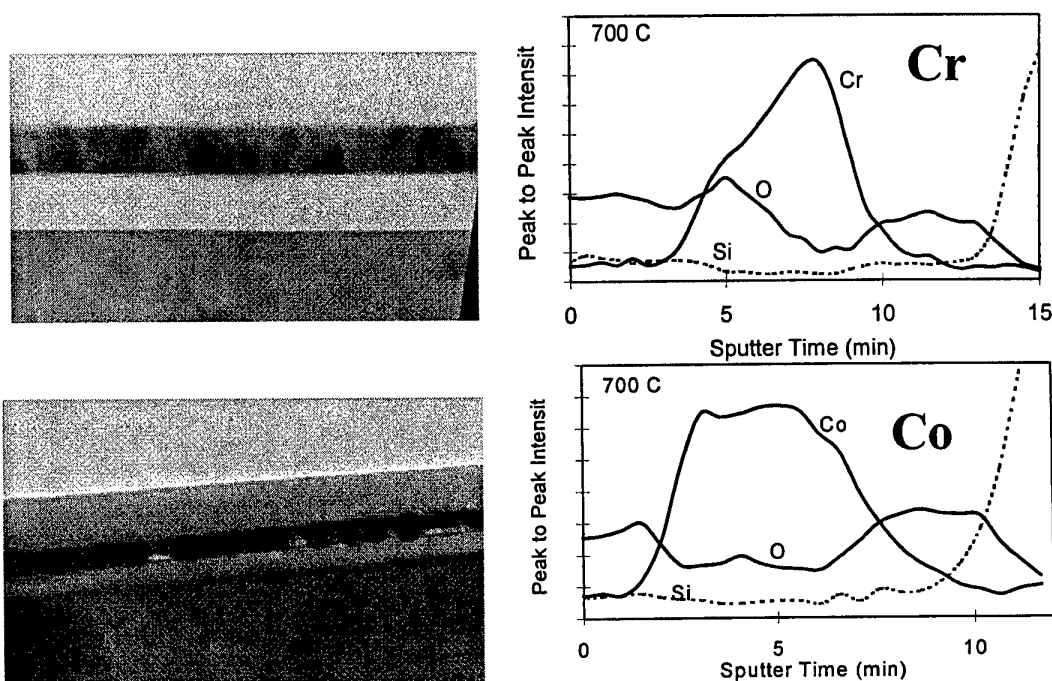 700 C
Cr
Cr
O
Si
Peak to Peak Intensit
0 5 10 15
Sputter Time (min)
700 C
Co
Co
O
Si
Peak to Peak Intensit
0 5 10
Sputter Time (min)